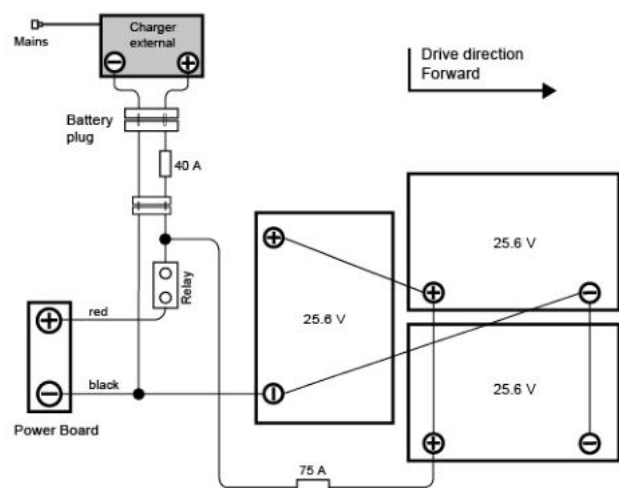 Charger
external
Mains
Drive direction
Forward
Battery
plug
40 A
25.6 V
Relay
25.6 V
red
25.6 V
black
Power Board
75 A